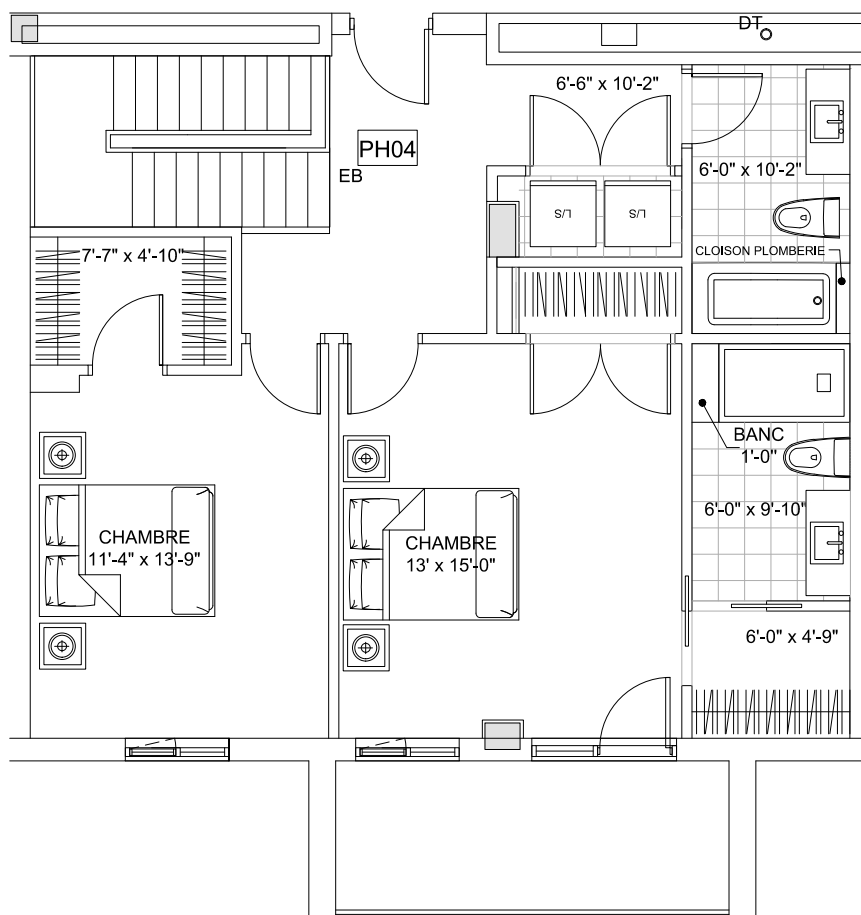 DT
6'-6" x 10'-2"
PH04
EB
6'-0" x 10'-2"
L/S
L/S
7'-7" x 4'-10"
CLOISON PLOMBERIE
BANC
1'-0"
6'-0" x 9'-10"
CHAMBRE
11'-4" x 13'-9"
CHAMBRE
13' x 15'-0"
6'-0" x 4'-9"